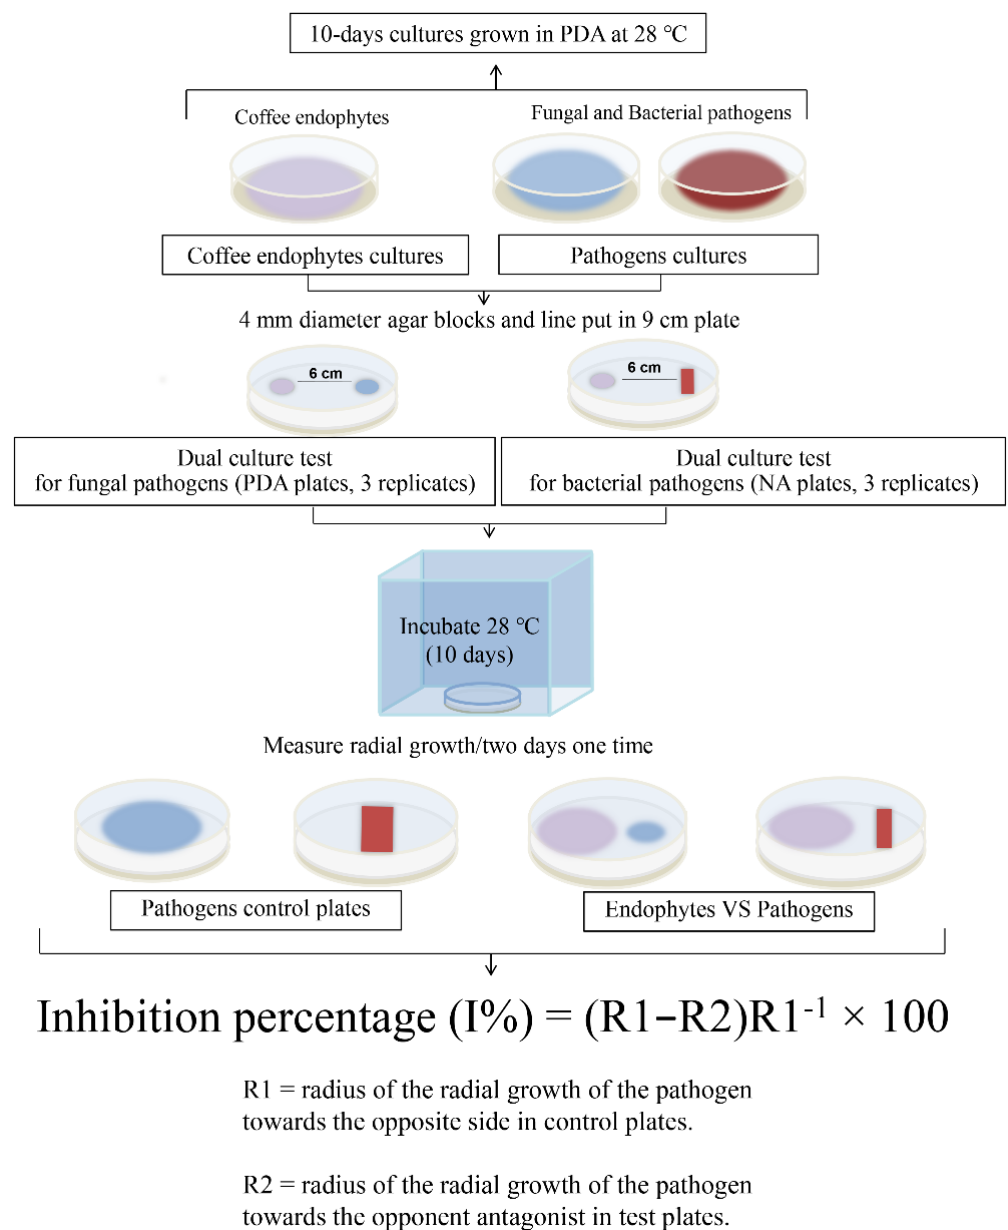 10-days cultures grown in PDA at 28 ℃
Coffee endophytes
Fungal and Bacterial pathogens
Coffee endophytes cultures
Pathogens cultures
4 mm diameter agar blocks and line put in 9 cm plate
6 cm
6 cm
Dual culture test
for fungal pathogens (PDA plates, 3 replicates)
Dual culture test
for bacterial pathogens (NA plates, 3 replicates)
Incubate 28 ℃
(10 days)
Measure radial growth/two days one time
Pathogens control plates
Endophytes VS Pathogens
Inhibition percentage (I%) = (R1−R2)R1⁻¹ × 100
R1 = radius of the radial growth of the pathogen
towards the opposite side in control plates.
R2 = radius of the radial growth of the pathogen
towards the opponent antagonist in test plates.